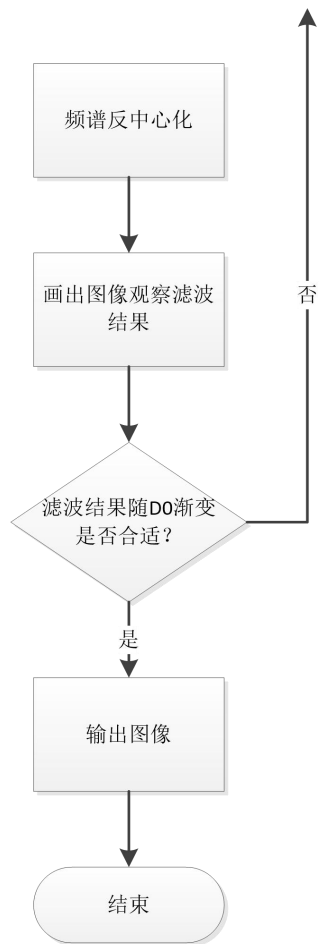 频谱反中心化
画出图像观察滤波
结果
否
滤波结果随D0渐变
是否合适?
是
输出图像
结束